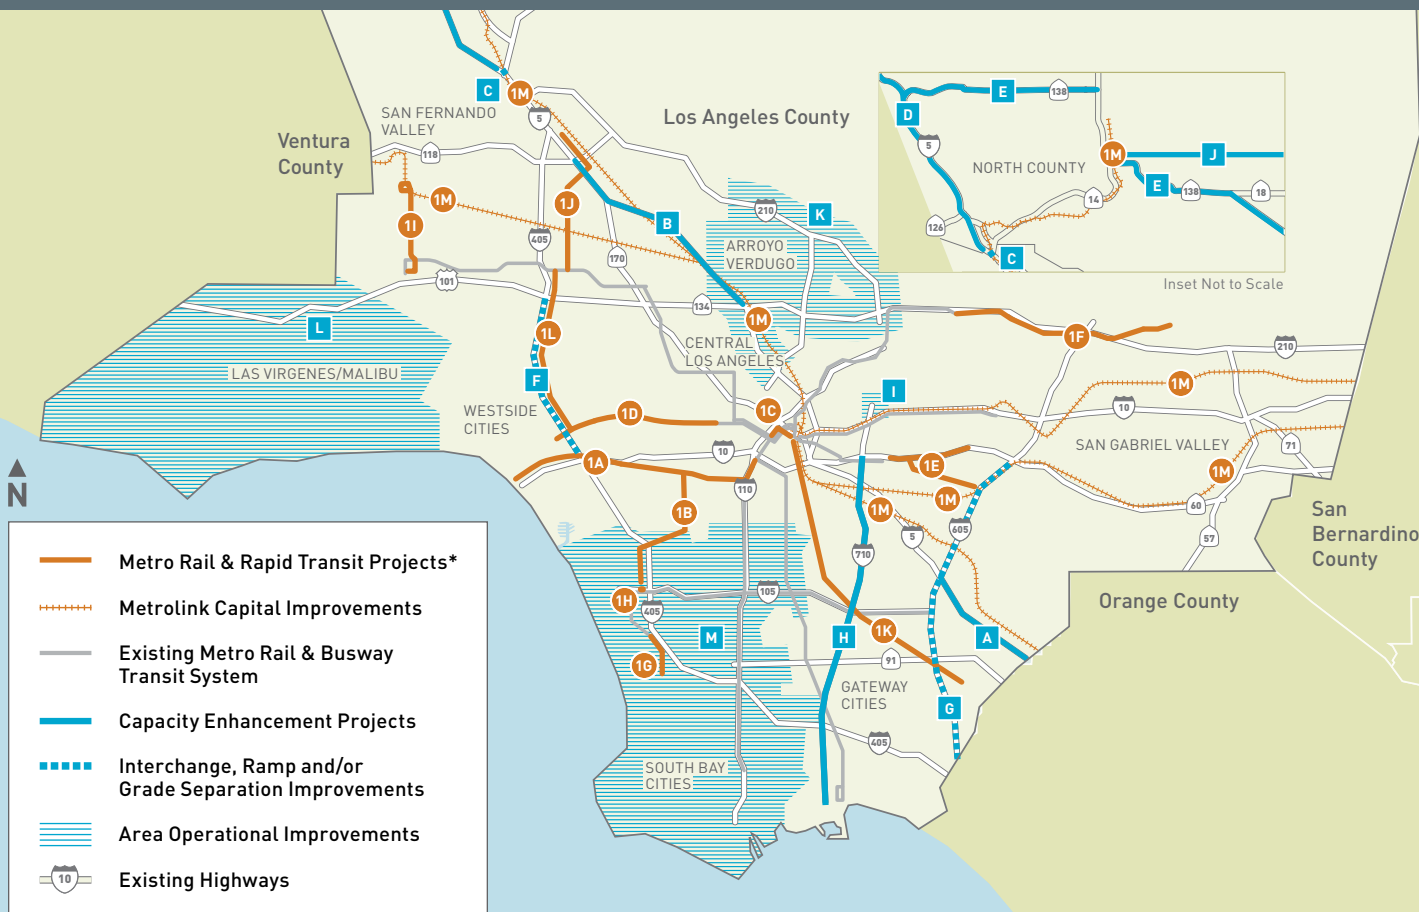 C
1M
SAN FERNANDO
VALLEY
5
Los Angeles County
Ventura
County
118
1M
1J
1I
B
210
K
405
170
ARROYO
VERDUGO
101
134
1M
L
1L
CENTRAL
LOS ANGELES
LAS VIRGENES/MALIBU
F
WESTSIDE
CITIES
1D
1C
I
1F
210
1M
10
SAN GABRIEL VALLEY
71
1A
10
1E
1M
110
1M
60
1B
1M
605
57
5
710
San
Bernardino
County
Orange County
1H
405
105
M
H
1K
A
1G
91
GATEWAY
CITIES
G
405
SOUTH BAY
CITIES
E
138
D
5
NORTH COUNTY
1M
J
E
138
18
14
126
C
Inset Not to Scale
N
Metro Rail & Rapid Transit Projects*
Metrolink Capital Improvements
Existing Metro Rail & Busway
Transit System
Capacity Enhancement Projects
Interchange, Ramp and/or
Grade Separation Improvements
Area Operational Improvements
10
Existing Highways